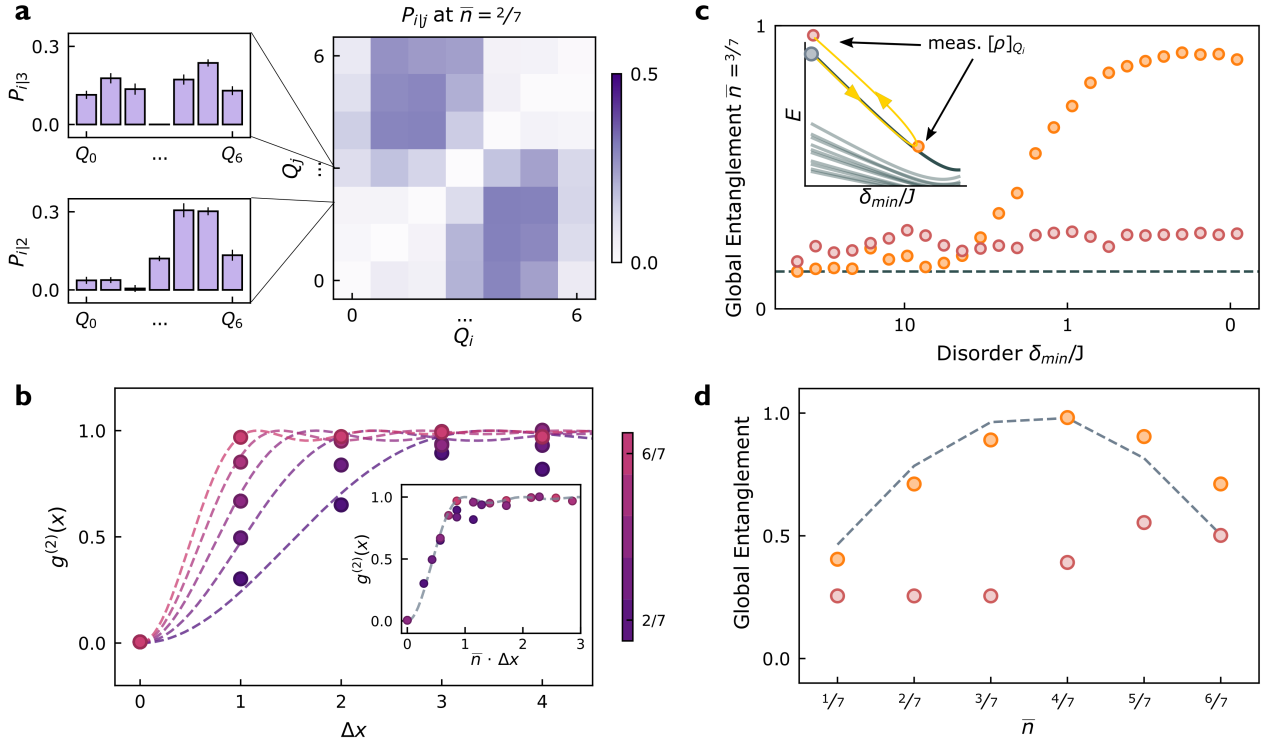 a
P_{i|j} at n̅ = 2/7
0.3
0.0
P_{i|3}
Q_0 ... Q_6
0.3
0.0
P_{i|2}
Q_0 ... Q_6
6
...
0
Q_j
0 ... 6
Q_i
0.5
0.0
b
1.0
0.5
0.0
g^{(2)}(x)
0 1 2 3 4
Δx
1.0
0.5
0.0
g^{(2)}(x)
0 1 2 3
n̅ · Δx
6/7
2/7
c
1
0
Global Entanglement n̅ = 3/7
meas. [ρ]_{Q_i}
E
δ_{min}/J
10 1 0
Disorder δ_{min}/J
d
1.0
0.5
0.0
Global Entanglement
1/7 2/7 3/7 4/7 5/7 6/7
n̅